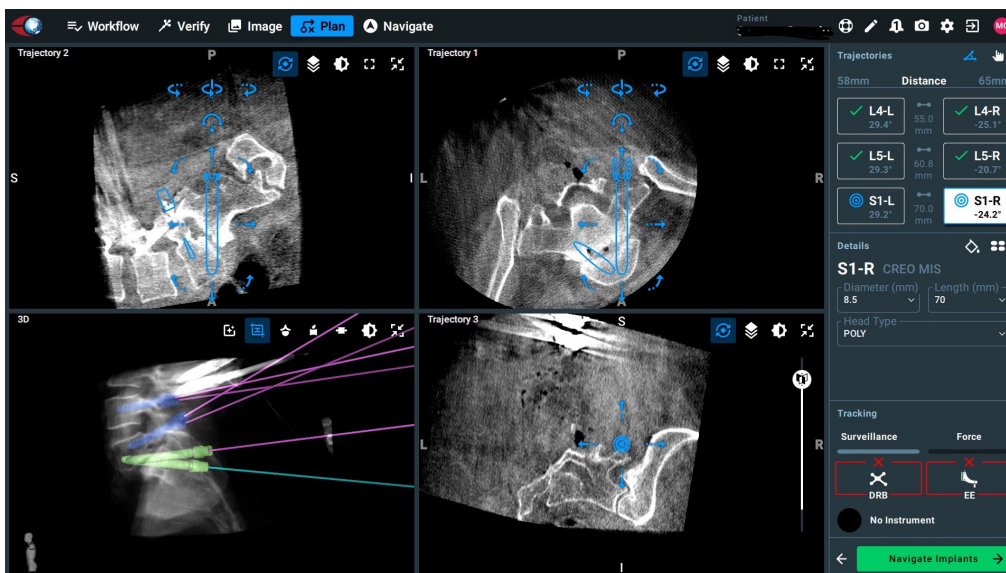 Workflow Verify Image Plan Navigate Patient MC
Trajectory 2
P
S
I
A
Trajectory 1
P
L
R
A
3D
Trajectory 3
S
L
R
I
Trajectories
58mm Distance 65mm
L4-L 29.4°
55.0 mm
L4-R -25.1°
L5-L 29.3°
60.8 mm
L5-R -20.7°
S1-L 29.2°
70.0 mm
S1-R -24.2°
Details
S1-R CREO MIS
Diameter (mm) Length (mm)
8.5 70
Head Type
POLY
Tracking
Surveillance Force
DRB EE
No Instrument
Navigate Implants